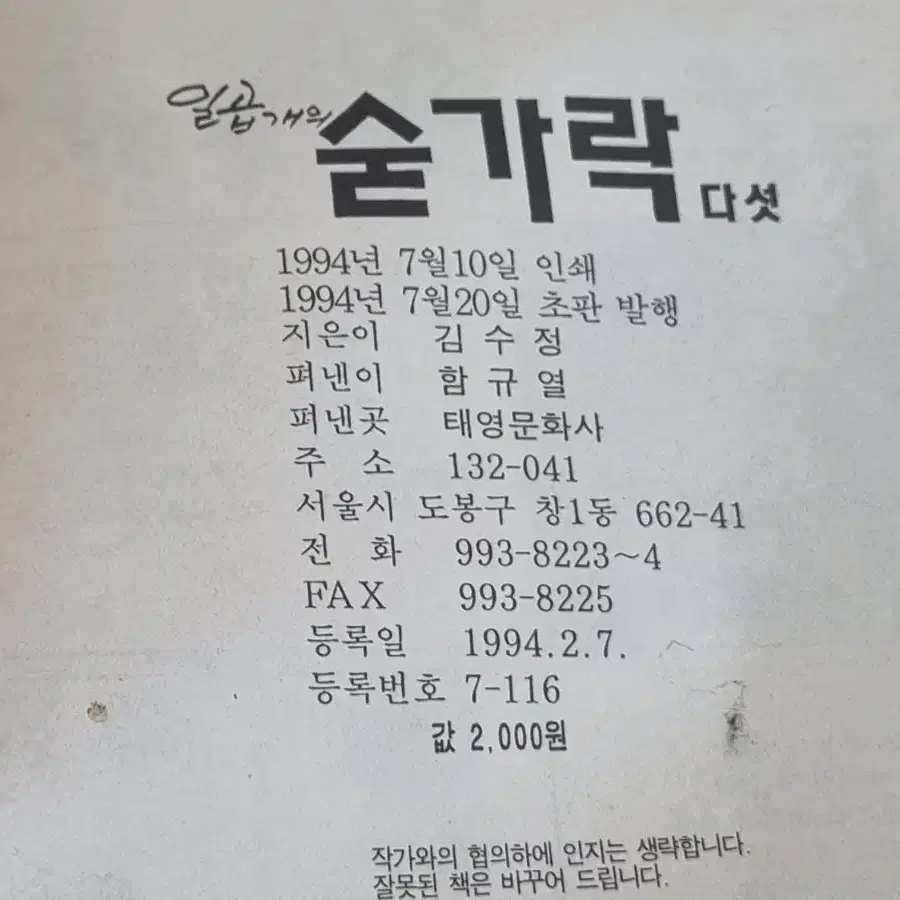 일곱개의 숟가락 다섯
1994년 7월10일 인쇄
1994년 7월20일 초판 발행
지은이 김 수 정
펴낸이 함 규 열
펴낸곳 태영문화사
주 소 132-041
서울시 도봉구 창1동 662-41
전 화 993-8223~4
FAX 993-8225
등록일 1994.2.7.
등록번호 7-116
값 2,000원
작가와의 협의하에 인지는 생략합니다.
잘못된 책은 바꾸어 드립니다.